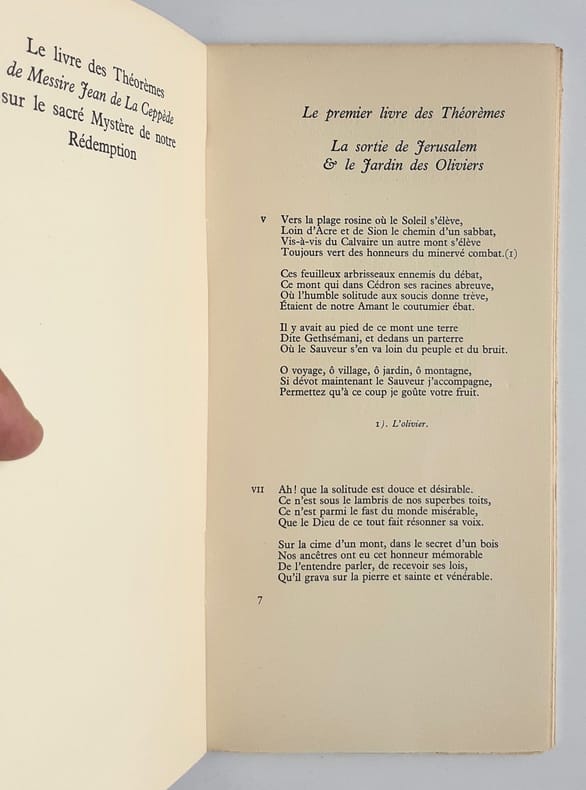 Le livre des Théorèmes
de Messire Jean de La Ceppède
sur le sacré Mystère de notre
Rédemption
Le premier livre des Théorèmes
La sortie de Jerusalem
& le Jardin des Oliviers
V Vers la plage rosine où le Soleil s'élève,
Loin d'Acre et de Sion le chemin d'un sabbat,
Vis-à-vis du Calvaire un autre mont s'élève
Toujours vert des honneurs du minervé combat.(1)
Ces feuilleux arbrisseaux ennemis du débat,
Ce mont qui dans Cédron ses racines abreuve,
Où l'humble solitude aux soucis donne trève,
Étaient de notre Amant le coutumier ébat.
Il y avait au pied de ce mont une terre
Dite Gethsémani, et dedans un parterre
Où le Sauveur s'en va loin du peuple et du bruit.
O voyage, ô village, ô jardin, ô montagne,
Si dévot maintenant le Sauveur j'accompagne,
Permettez qu'à ce coup je goûte votre fruit.
1). L'olivier.
VII Ah! que la solitude est douce et désirable.
Ce n'est sous le lambris de nos superbes toits,
Ce n'est parmi le fast du monde misérable,
Que le Dieu de ce tout fait résonner sa voix.
Sur la cime d'un mont, dans le secret d'un bois
Nos ancêtres ont eu cet honneur mémorable
De l'entendre parler, de recevoir ses lois,
Qu'il grava sur la pierre et sainte et vénérable.
7